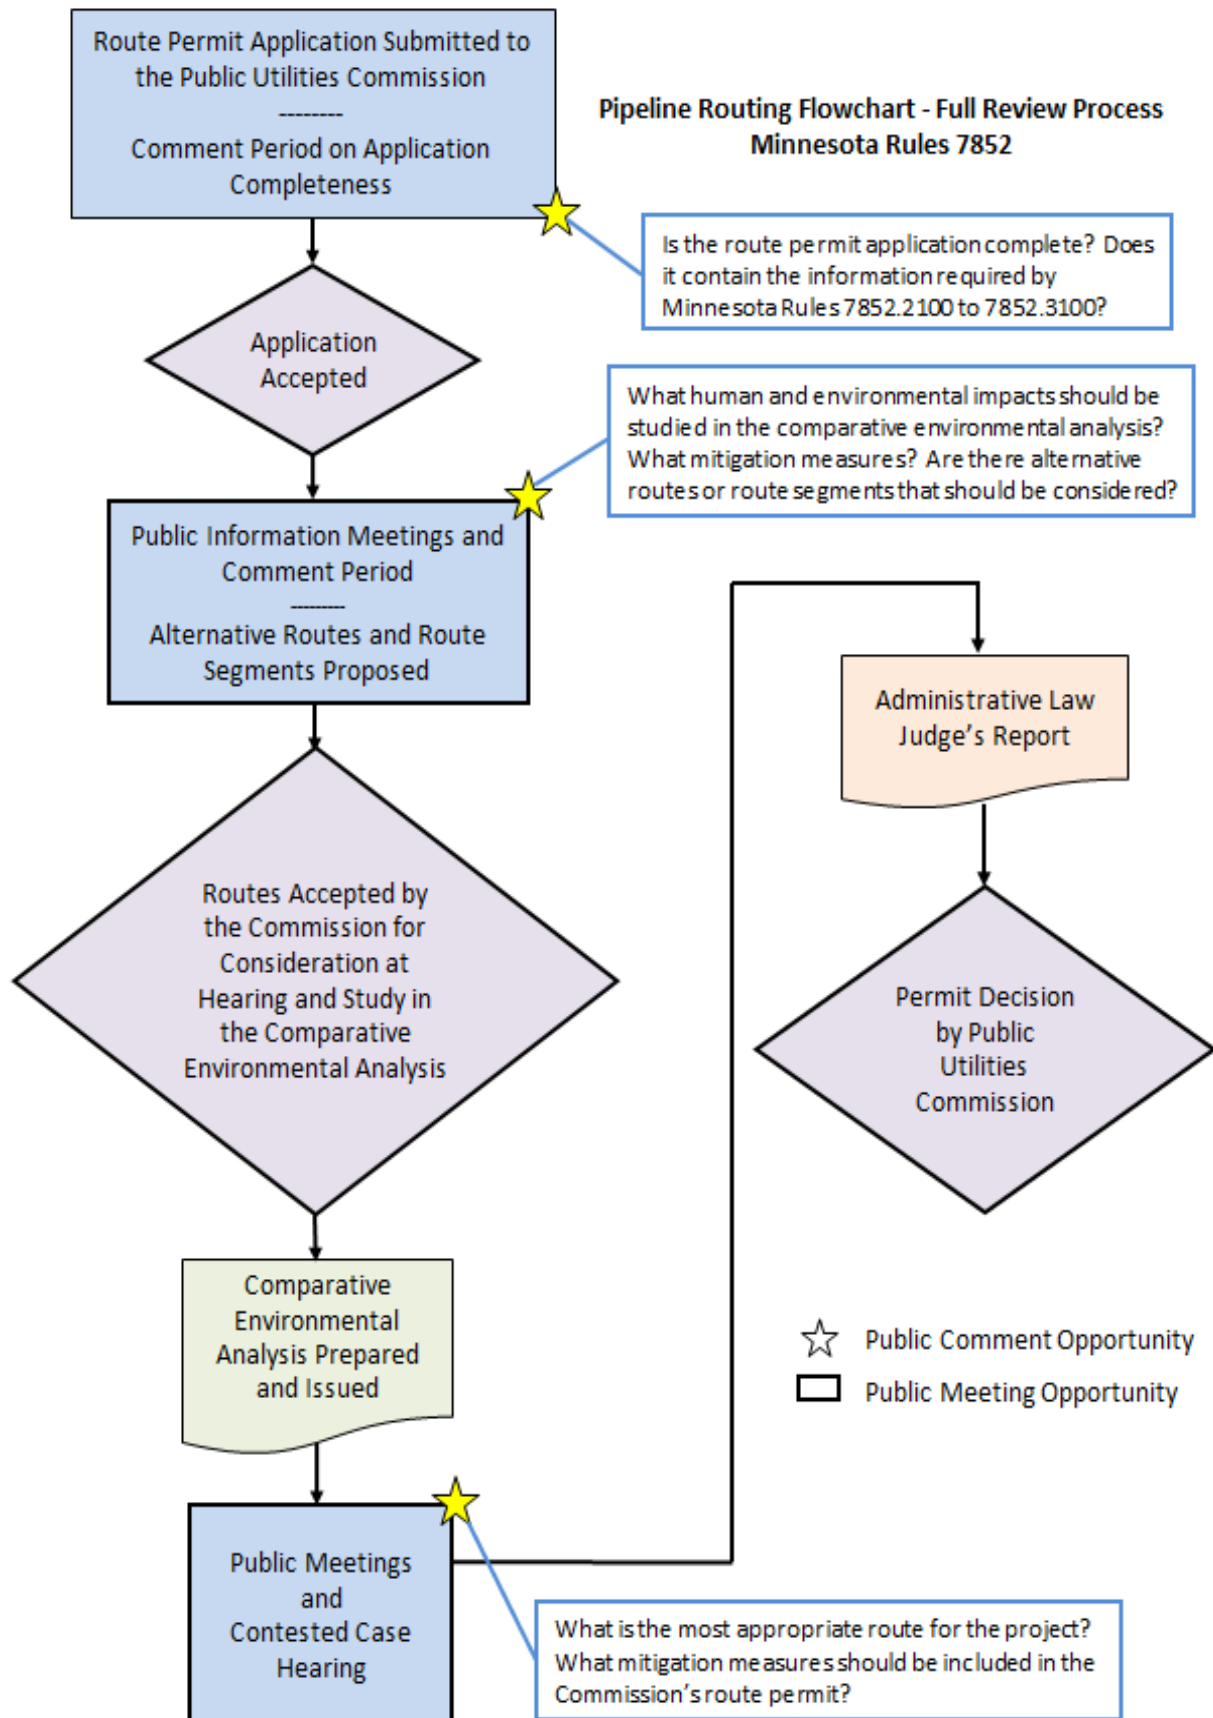 Route Permit Application Submitted to
the Public Utilities Commission
--------
Comment Period on Application
Completeness
Pipeline Routing Flowchart - Full Review Process
Minnesota Rules 7852
Is the route permit application complete? Does
it contain the information required by
Minnesota Rules 7852.2100 to 7852.3100?
Application
Accepted
What human and environmental impacts should be
studied in the comparative environmental analysis?
What mitigation measures? Are there alternative
routes or route segments that should be considered?
Public Information Meetings and
Comment Period
---------
Alternative Routes and Route
Segments Proposed
Routes Accepted by
the Commission for
Consideration at
Hearing and Study in
the Comparative
Environmental Analysis
Comparative
Environmental
Analysis Prepared
and Issued
Public Meetings
and
Contested Case
Hearing
What is the most appropriate route for the project?
What mitigation measures should be included in the
Commission's route permit?
Administrative Law
Judge's Report
Permit Decision
by Public
Utilities
Commission
Public Comment Opportunity
Public Meeting Opportunity